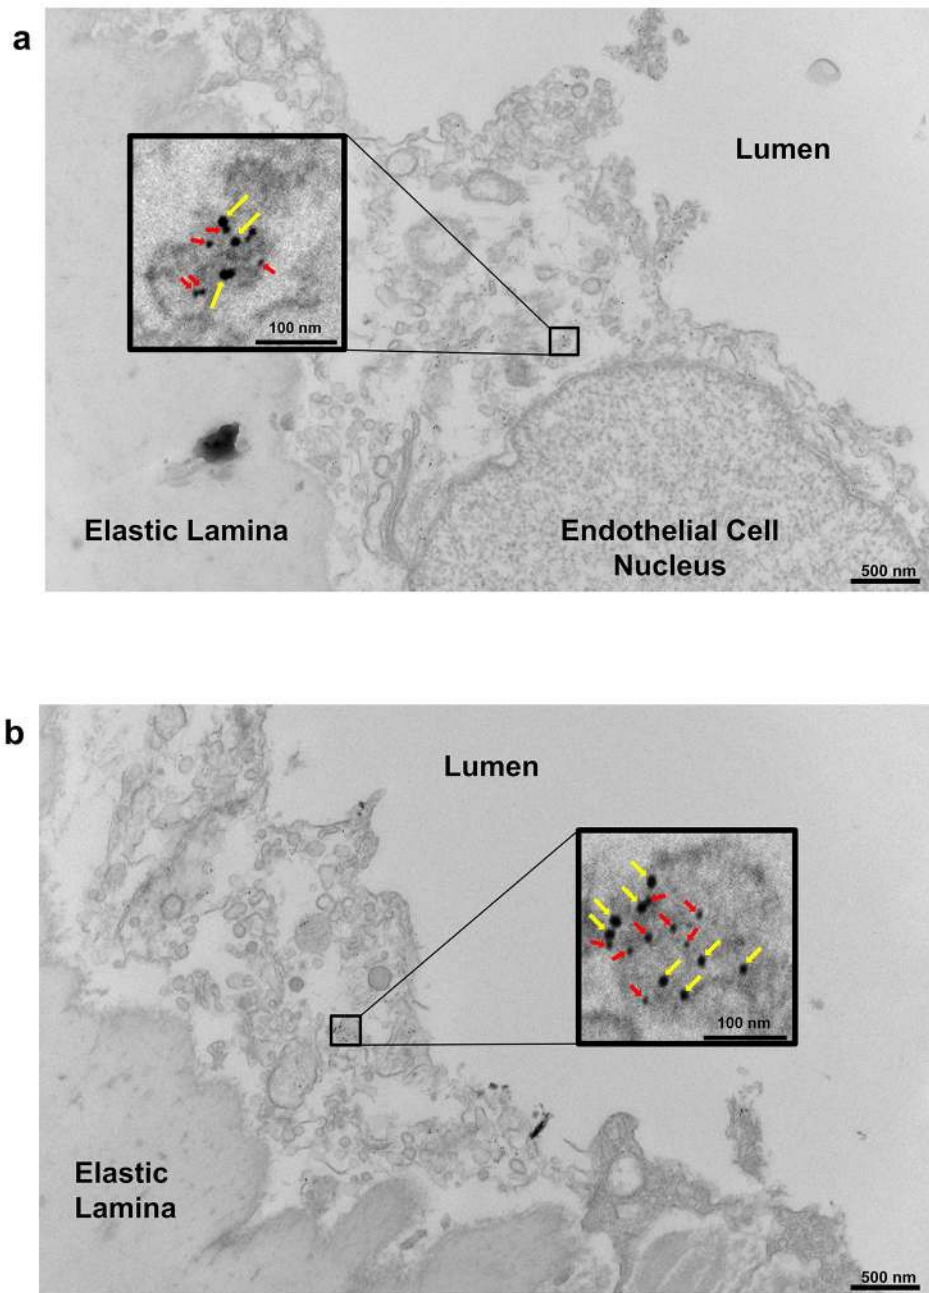 a
Lumen
100 nm
Elastic Lamina
Endothelial Cell
Nucleus
500 nm
b
Lumen
100 nm
Elastic
Lamina
500 nm